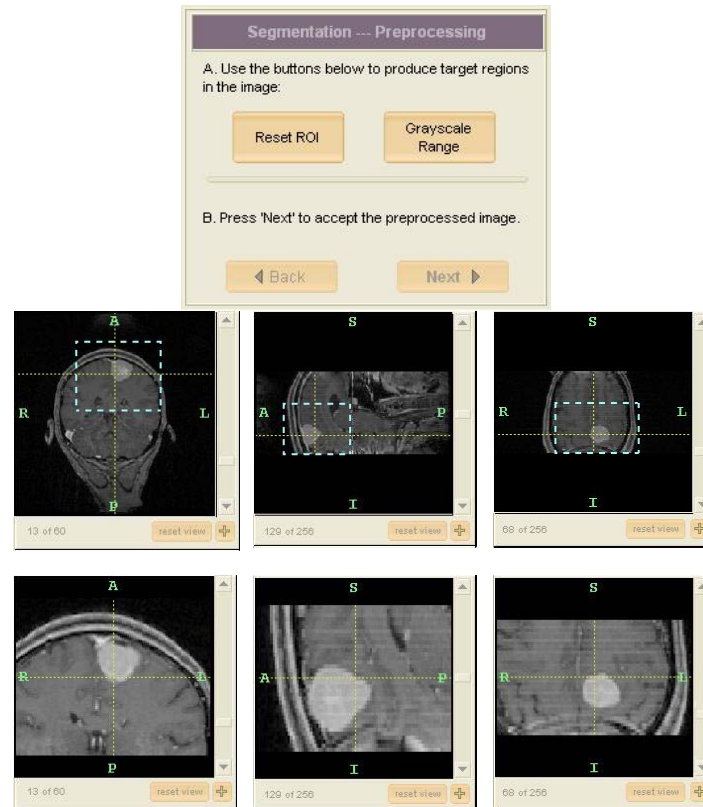 Segmentation --- Preprocessing
A. Use the buttons below to produce target regions
in the image:
Reset ROI
Grayscale
Range
B. Press 'Next' to accept the preprocessed image.
Back
Next
A
S
S
R
L
A
P
R
L
P
I
I
13 of 60
reset view
129 of 256
reset view
68 of 256
reset view
A
S
S
R
L
A
P
R
L
P
I
I
13 of 60
reset view
129 of 256
reset view
68 of 256
reset view